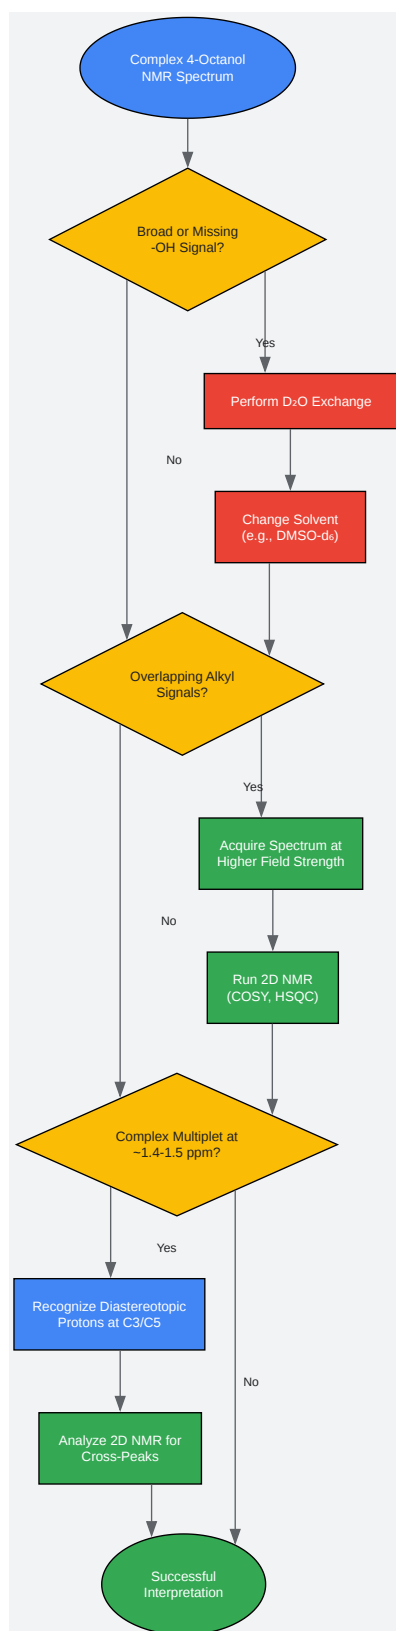 Complex 4-Octanol
NMR Spectrum
Broad or Missing
-OH Signal?
Yes
Perform D₂O Exchange
No
Change Solvent
(e.g., DMSO-d₆)
Overlapping Alkyl
Signals?
Yes
Acquire Spectrum at
Higher Field Strength
No
Run 2D NMR
(COSY, HSQC)
Complex Multiplet at
~1.4-1.5 ppm?
Yes
Recognize Diastereotopic
Protons at C3/C5
No
Analyze 2D NMR for
Cross-Peaks
Successful
Interpretation